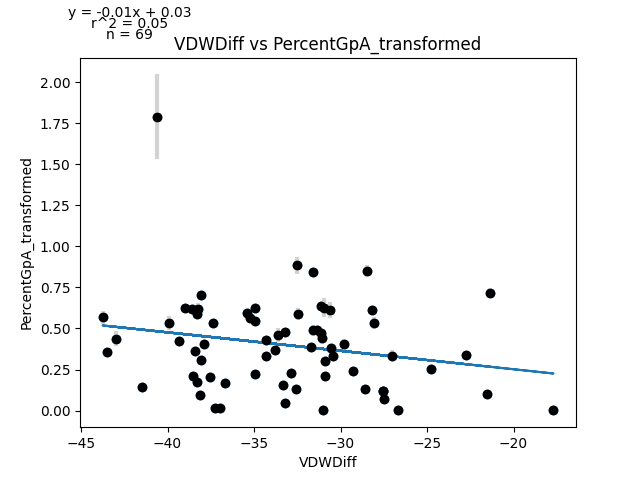 y = -0.01x + 0.03
r^2 = 0.05
n = 69
VDWDiff vs PercentGpA_transformed
PercentGpA_transformed
2.00
1.75
1.50
1.25
1.00
0.75
0.50
0.25
0.00
−45 −40 −35 −30 −25 −20
VDWDiff